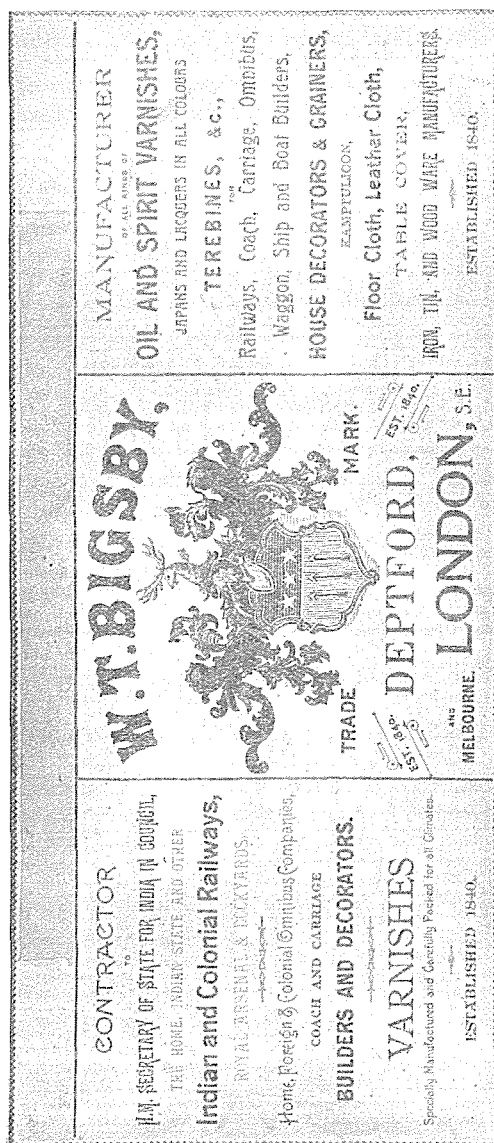 CONTRACTOR
TO
H.M. SECRETARY OF STATE FOR INDIA IN COUNCIL,
THE HOME, INDIAN STATE AND OTHER
Indian and Colonial Railways,
ROYAL ARSENAL & DOCKYARDS.
Home, Foreign & Colonial Omnibus Companies,
COACH AND CARRIAGE
BUILDERS AND DECORATORS.
VARNISHES
Specially Manufactured and Carefully Packed for all Climates.
ESTABLISHED 1840.
W.T. BIGSBY,
TRADE MARK.
EST. 1840. DEPTFORD, EST. 1840.
AND
MELBOURNE. LONDON, S.E.
MANUFACTURER
OF ALL KINDS OF
OIL AND SPIRIT VARNISHES,
JAPANS AND LACQUERS IN ALL COLOURS
TEREBINES, &c.,
FOR
Railways, Coach, Carriage, Omnibus,
Waggon, Ship and Boat Builders,
HOUSE DECORATORS & GRAINERS,
KAMPTULICON,
Floor Cloth, Leather Cloth,
TABLE COVER,
IRON, TIN, AND WOOD WARE MANUFACTURERS.
ESTABLISHED 1840.